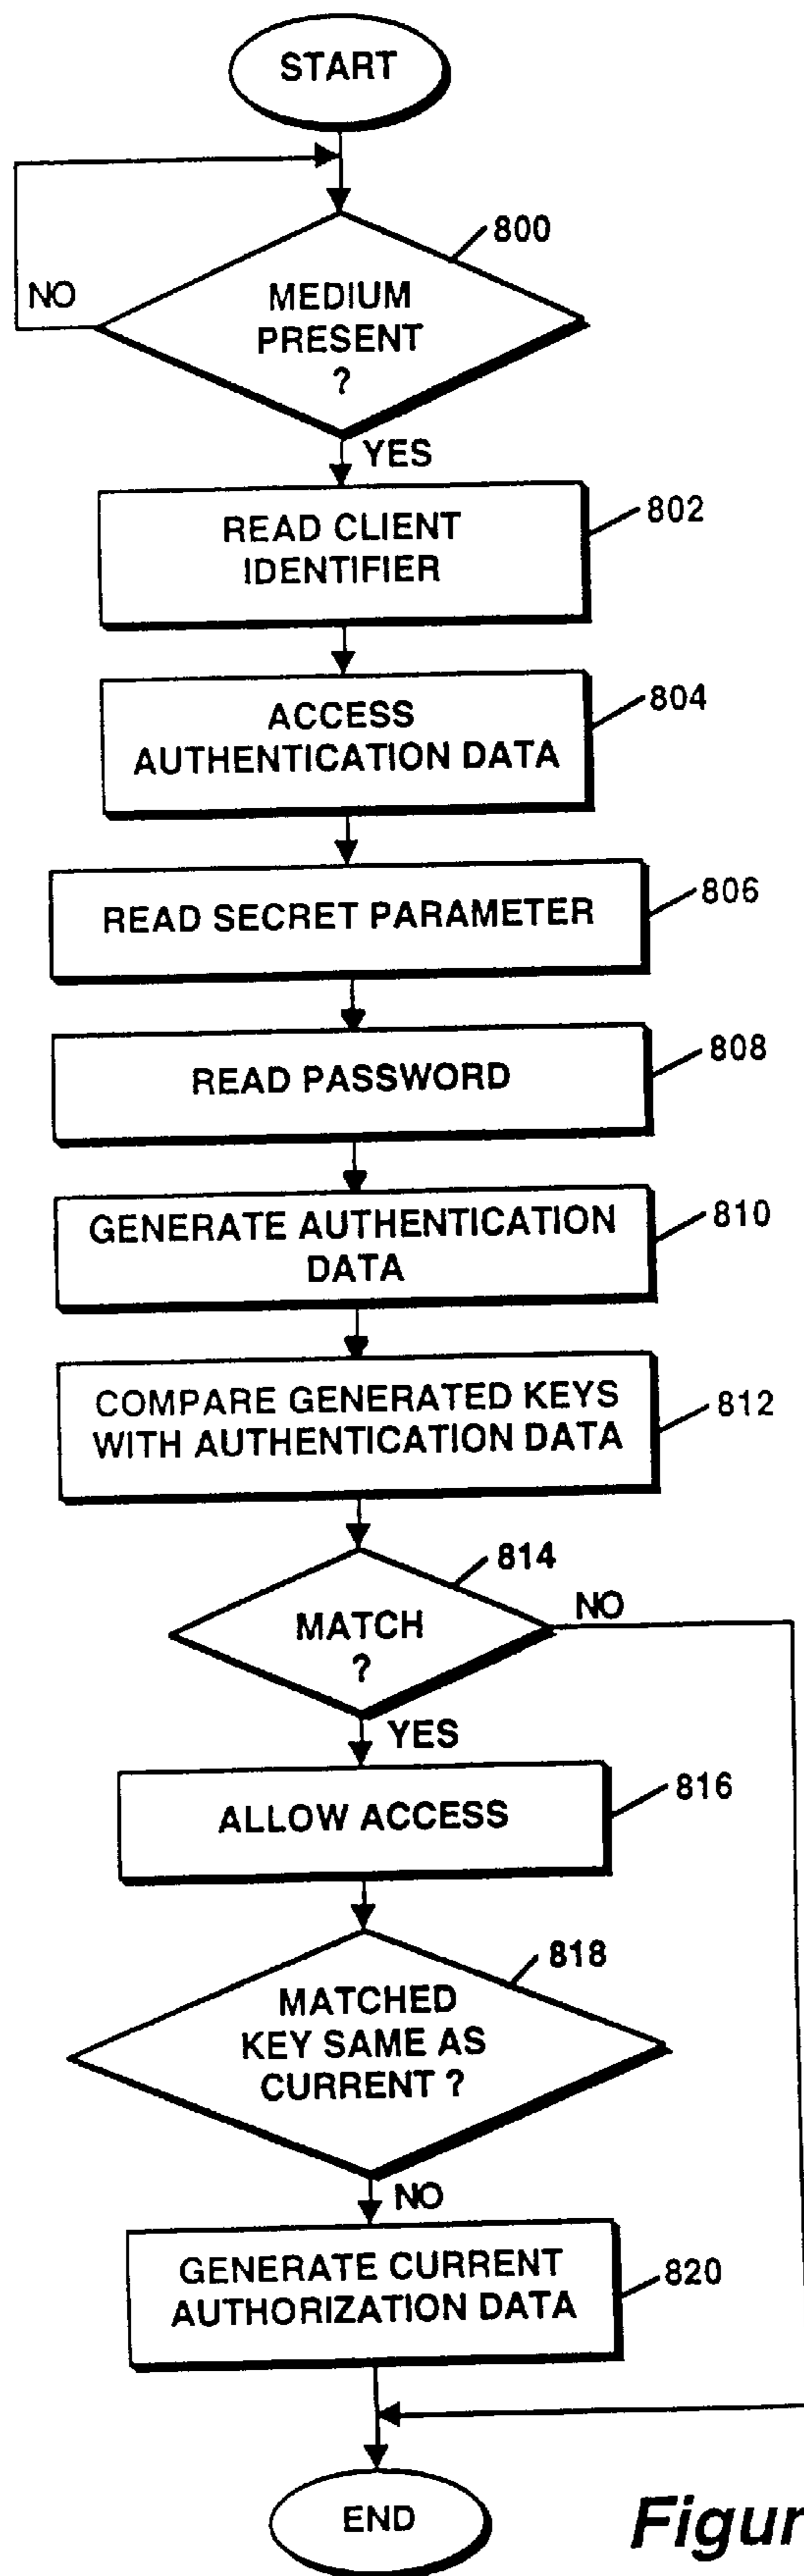 START
800
MEDIUM
PRESENT
?
NO
YES
READ CLIENT
IDENTIFIER
802
ACCESS
AUTHENTICATION DATA
804
READ SECRET PARAMETER
806
READ PASSWORD
808
GENERATE AUTHENTICATION
DATA
810
COMPARE GENERATED KEYS
WITH AUTHENTICATION DATA
812
814
MATCH
?
NO
YES
ALLOW ACCESS
816
818
MATCHED
KEY SAME AS
CURRENT ?
NO
GENERATE CURRENT
AUTHORIZATION DATA
820
END